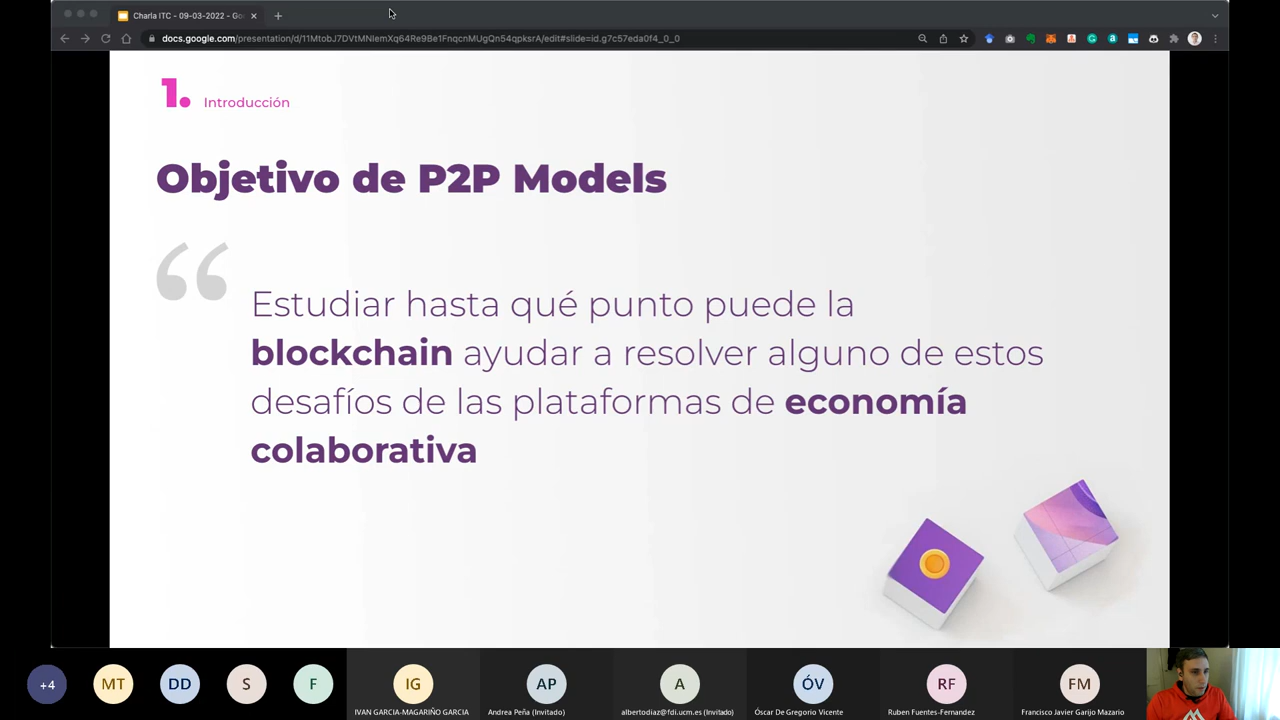 Charla ITC - 09-03-2022 - Go
docs.google.com/presentation/d/11MtobJ7DVtMNIemXq64Re9Be1FnqcnMUgQn54qpksrA/edit#slide=id.g7c57eda0f4_0_0
1. Introducción
Objetivo de P2P Models
“
Estudiar hasta qué punto puede la
blockchain ayudar a resolver alguno de estos
desafíos de las plataformas de economía
colaborativa
+4 MT DD S F IG AP A ÓV RF FM
IVAN GARCIA-MAGARIÑO GARCIA Andrea Peña (Invitado) albertodiaz@fdi.ucm.es (Invitado) Óscar De Gregorio Vicente Ruben Fuentes-Fernandez Francisco Javier Garijo Mazario